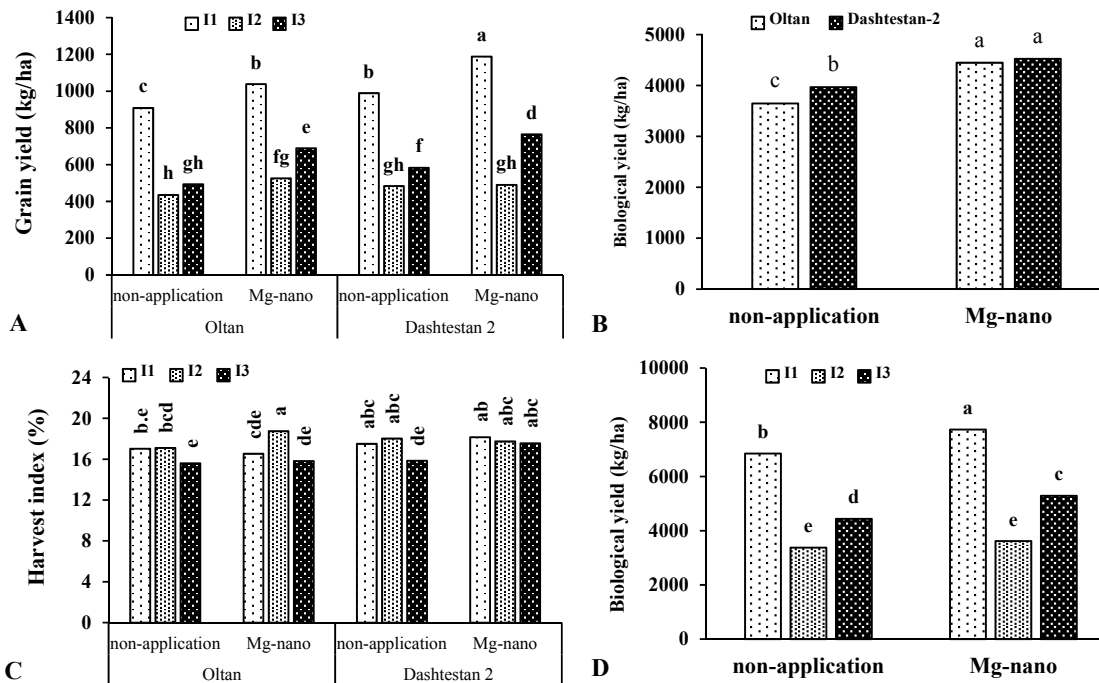 I1 I2 I3
Grain yield (kg/ha)
1400
1200
1000
800
600
400
200
0
c h gh b fg e b gh f a gh d
non-application Mg-nano non-application Mg-nano
Oltan Dashtestan 2
A
Oltan Dashtestan-2
Biological yield (kg/ha)
5000
4000
3000
2000
1000
0
c b a a
non-application Mg-nano
B
I1 I2 I3
Harvest index (%)
24
20
16
12
8
4
0
b.e bcd e cde a de abc abc de ab abc abc
non-application Mg-nano non-application Mg-nano
Oltan Dashtestan 2
C
I1 I2 I3
Biological yield (kg/ha)
10000
8000
6000
4000
2000
0
b e d a e c
non-application Mg-nano
D